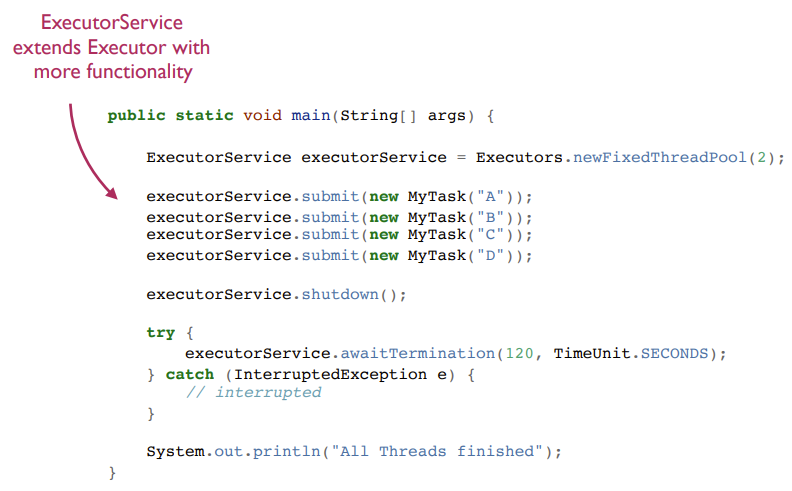 ExecutorService
extends Executor with
more functionality
public static void main(String[] args) {
ExecutorService executorService = Executors.newFixedThreadPool(2);
executorService.submit(new MyTask("A"));
executorService.submit(new MyTask("B"));
executorService.submit(new MyTask("C"));
executorService.submit(new MyTask("D"));
executorService.shutdown();
try {
executorService.awaitTermination(120, TimeUnit.SECONDS);
} catch (InterruptedException e) {
// interrupted
}
System.out.println("All Threads finished");
}